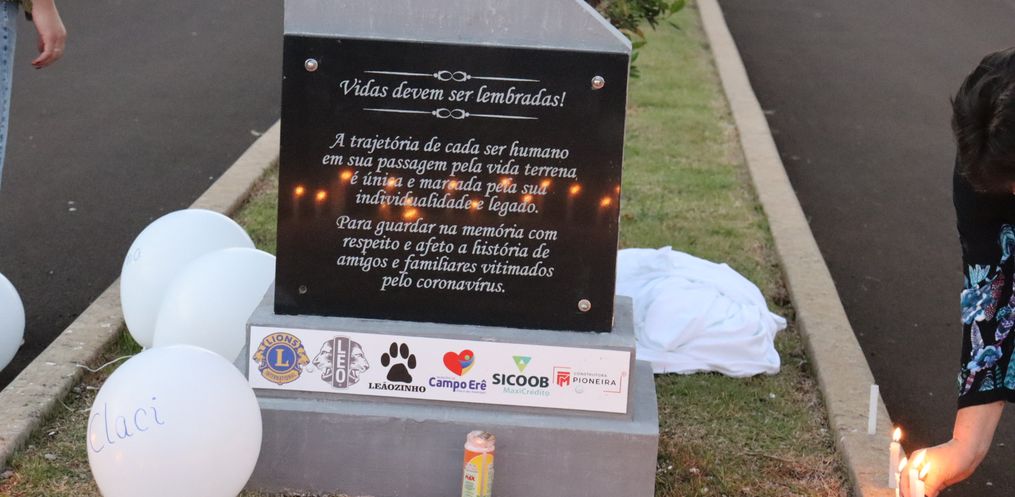 Vidas devem ser lembradas!
A trajetória de cada ser humano
em sua passagem pela vida terrena
é única e marcada pela sua
individualidade e legado.
Para guardar na memória com
respeito e afeto a história de
amigos e familiares vitimados
pelo coronavírus.
LIONS
L
INTERNATIONAL
LEO
LEÃOZINHO
Campo Erê
SICOOB
MaxiCrédito
CONSTRUTORA
PIONEIRA
Claci